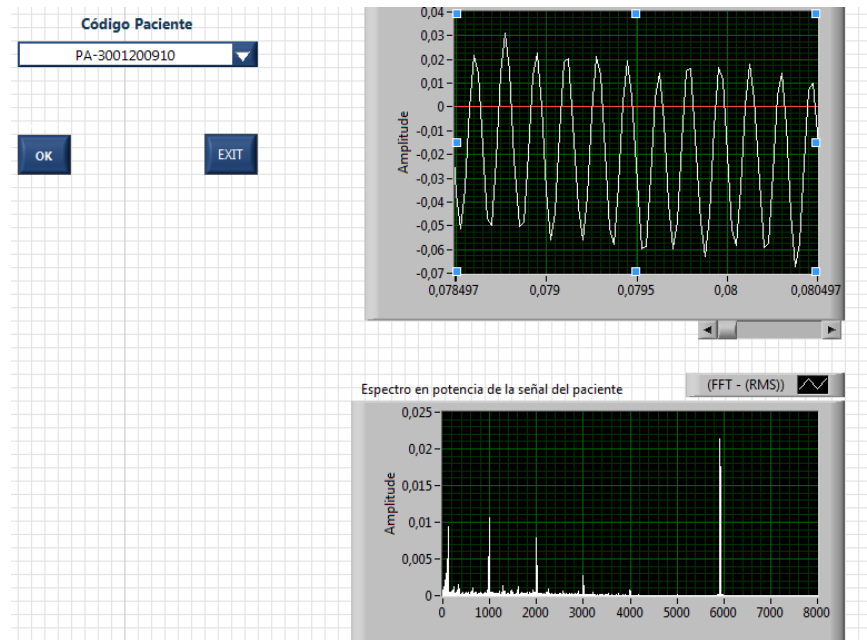 Código Paciente
PA-3001200910
OK
EXIT
0,04
0,03
0,02
0,01
0
-0,01
-0,02
-0,03
-0,04
-0,05
-0,06
-0,07
Amplitude
0,078497 0,079 0,0795 0,08 0,080497
Espectro en potencia de la señal del paciente
(FFT - (RMS))
0,025
0,02
0,015
0,01
0,005
0
Amplitude
0 1000 2000 3000 4000 5000 6000 7000 8000